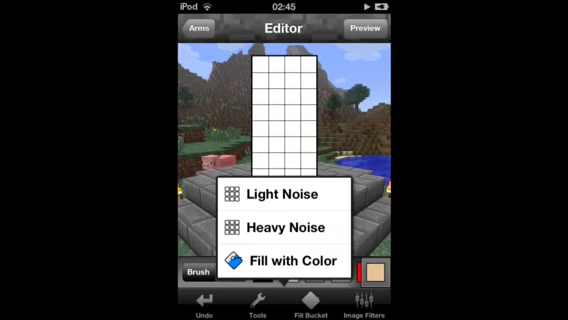 iPod 02:45
Arms Editor Preview
Light Noise
Heavy Noise
Fill with Color
Brush
Undo Tools Fill Bucket Image Filters